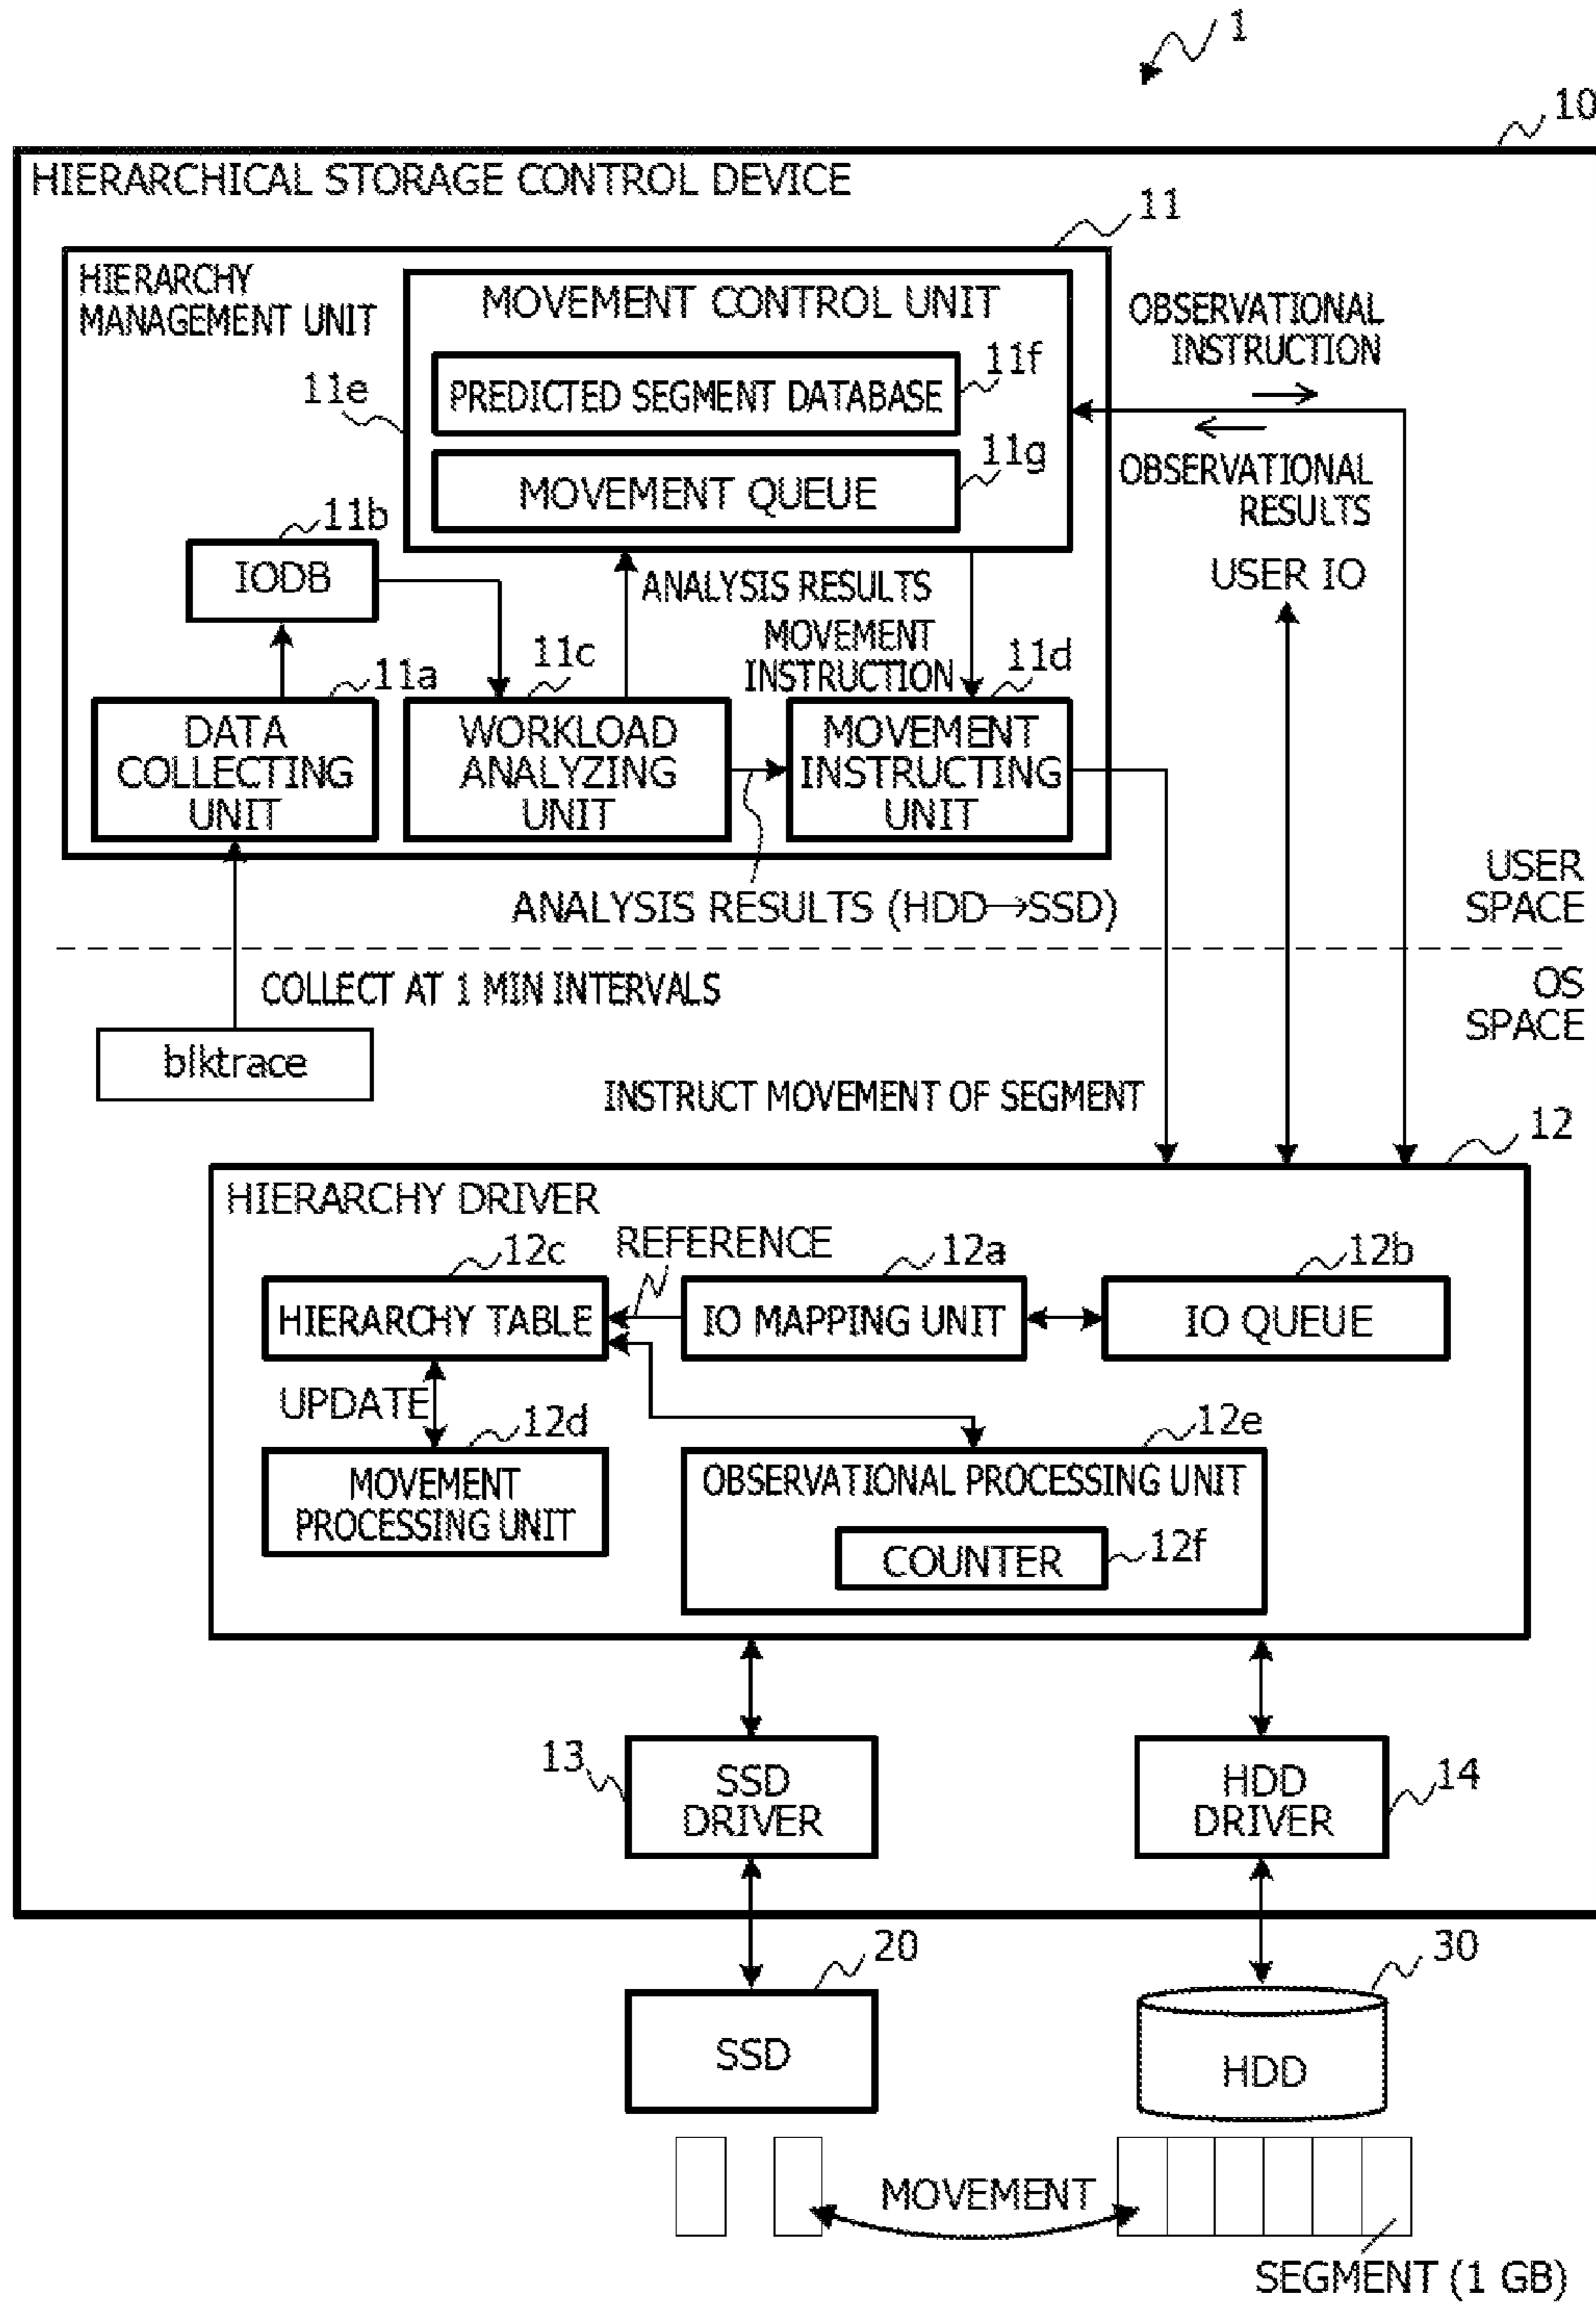 1
10
HIERARCHICAL STORAGE CONTROL DEVICE
11
HIERARCHY
MANAGEMENT UNIT
MOVEMENT CONTROL UNIT
11e
PREDICTED SEGMENT DATABASE
11f
MOVEMENT QUEUE
11g
OBSERVATIONAL
INSTRUCTION
OBSERVATIONAL
RESULTS
USER IO
11b
IODB
ANALYSIS RESULTS
MOVEMENT
INSTRUCTION
11a
DATA
COLLECTING
UNIT
11c
WORKLOAD
ANALYZING
UNIT
11d
MOVEMENT
INSTRUCTING
UNIT
ANALYSIS RESULTS (HDD→SSD)
USER
SPACE
OS
SPACE
COLLECT AT 1 MIN INTERVALS
blktrace
INSTRUCT MOVEMENT OF SEGMENT
12
HIERARCHY DRIVER
12c
REFERENCE
12a
12b
HIERARCHY TABLE
IO MAPPING UNIT
IO QUEUE
UPDATE
12d
12e
MOVEMENT
PROCESSING UNIT
OBSERVATIONAL PROCESSING UNIT
COUNTER
12f
13
SSD
DRIVER
HDD
DRIVER
14
20
SSD
30
HDD
MOVEMENT
SEGMENT (1 GB)